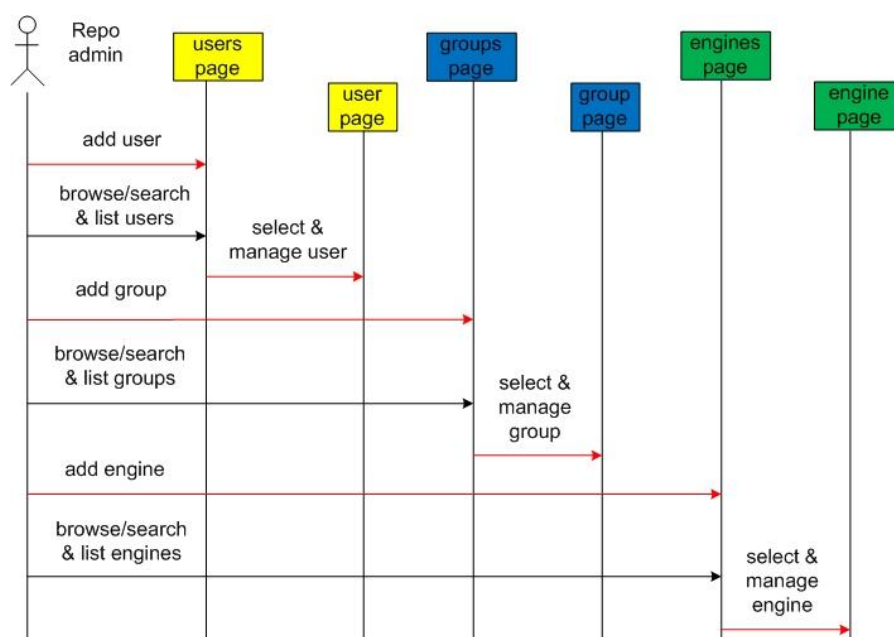 Repo
admin
users
page
groups
page
engines
page
user
page
group
page
engine
page
add user
browse/search
& list users
select &
manage user
add group
browse/search
& list groups
select &
manage
group
add engine
browse/search
& list engines
select &
manage
engine